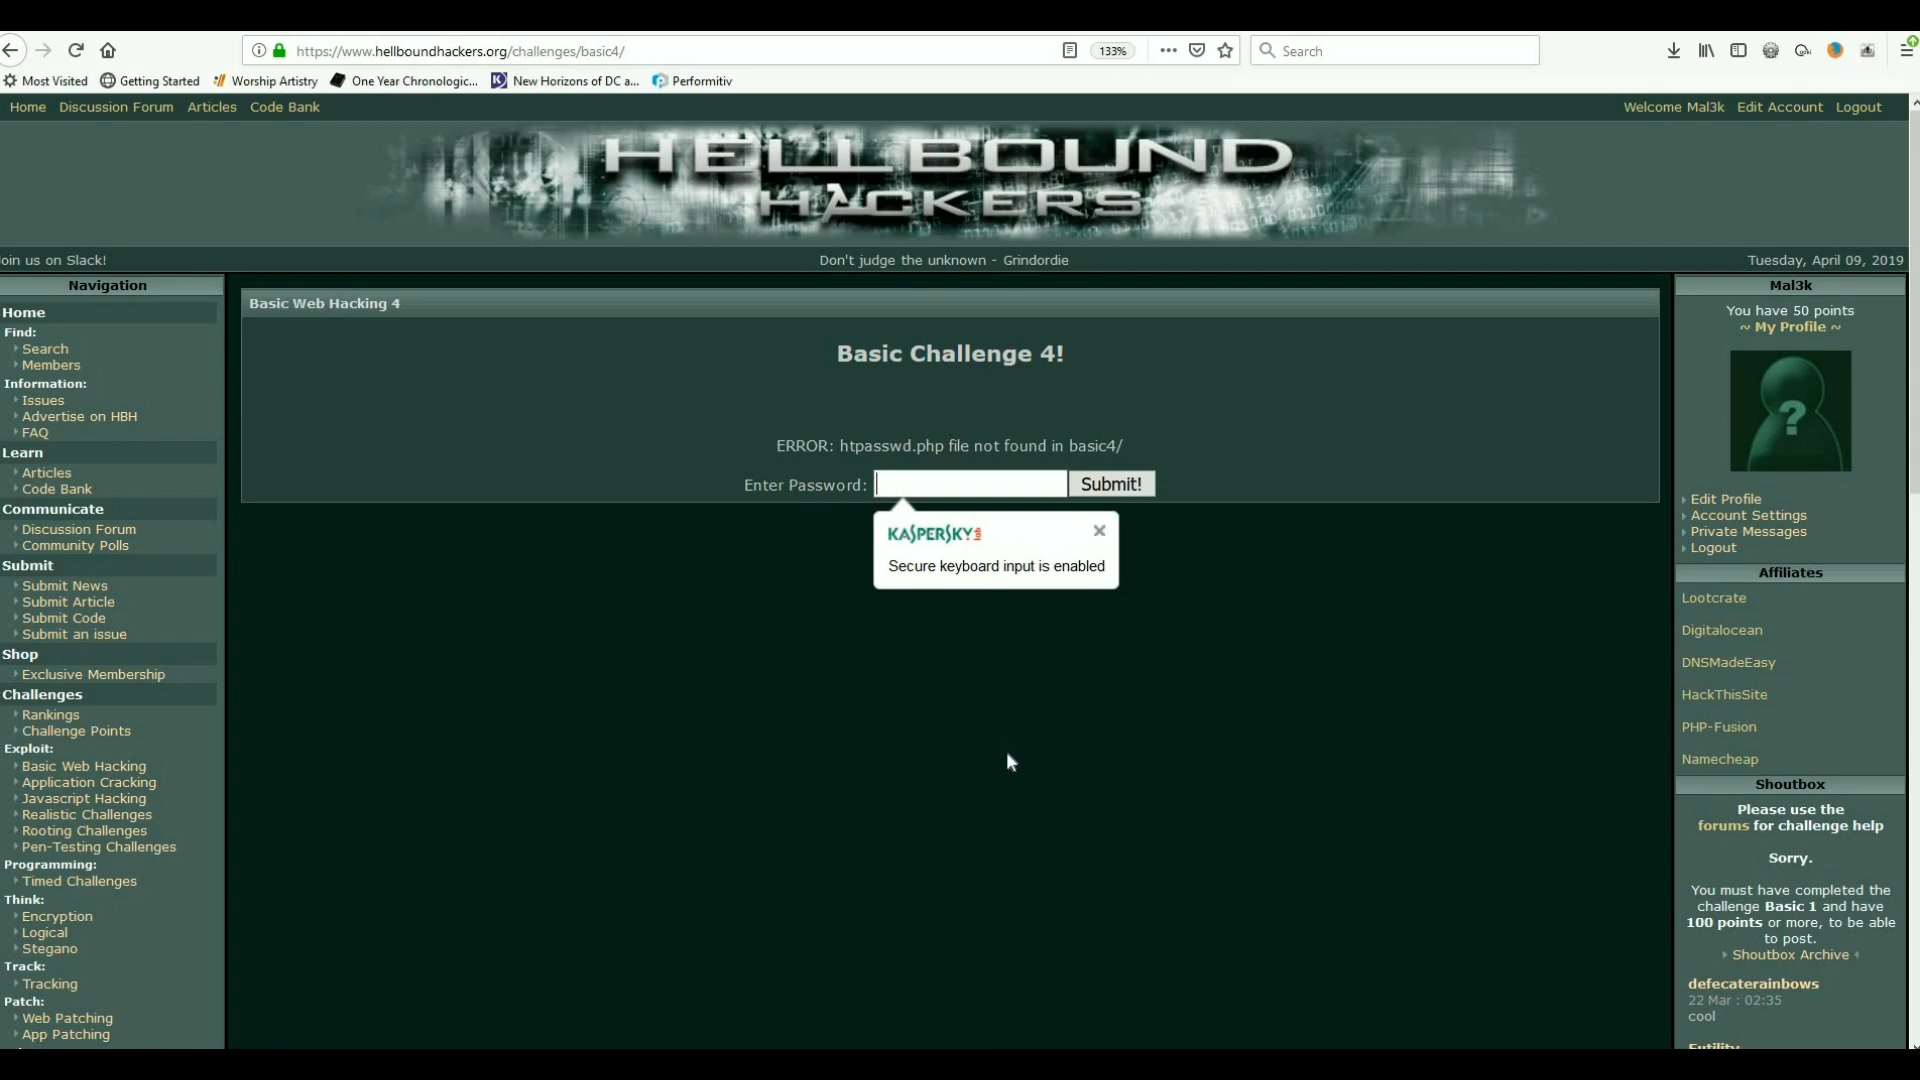 https://www.hellboundhackers.org/challenges/basic4/
133%
Search
Most Visited
Getting Started
Worship Artistry
One Year Chronologic...
New Horizons of DC a...
Performitiv
Home
Discussion Forum
Articles
Code Bank
Welcome Mal3k
Edit Account
Logout
HELLBOUND
HACKERS
oin us on Slack!
Don't judge the unknown - Grindordie
Tuesday, April 09, 2019
Navigation
Home
Find:
Search
Members
Information:
Issues
Advertise on HBH
FAQ
Learn
Articles
Code Bank
Communicate
Discussion Forum
Community Polls
Submit
Submit News
Submit Article
Submit Code
Submit an issue
Shop
Exclusive Membership
Challenges
Rankings
Challenge Points
Exploit:
Basic Web Hacking
Application Cracking
Javascript Hacking
Realistic Challenges
Rooting Challenges
Pen-Testing Challenges
Programming:
Timed Challenges
Think:
Encryption
Logical
Stegano
Track:
Tracking
Patch:
Web Patching
App Patching
Basic Web Hacking 4
Basic Challenge 4!
ERROR: htpasswd.php file not found in basic4/
Enter Password:
Submit!
KASPERSKY lab
Secure keyboard input is enabled
Mal3k
You have 50 points
~ My Profile ~
?
Edit Profile
Account Settings
Private Messages
Logout
Affiliates
Lootcrate
Digitalocean
DNSMadeEasy
HackThisSite
PHP-Fusion
Namecheap
Shoutbox
Please use the
forums for challenge help
Sorry.
You must have completed the
challenge Basic 1 and have
100 points or more, to be able
to post.
Shoutbox Archive
defecaterainbows
22 Mar : 02:35
cool